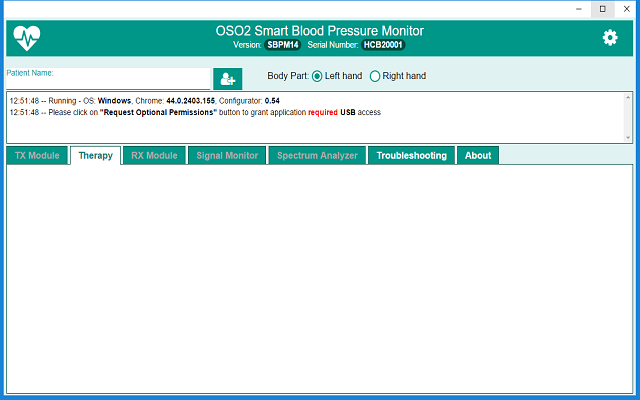 OSO2 Smart Blood Pressure Monitor
Version: SBPM14 Serial Number: HCB20001
Patient Name:
Body Part: Left hand Right hand
12:51:48 -- Running - OS: Windows, Chrome: 44.0.2403.155, Configurator: 0.54
12:51:48 -- Please click on "Request Optional Permissions" button to grant application required USB access
TX Module Therapy RX Module Signal Monitor Spectrum Analyzer Troubleshooting About